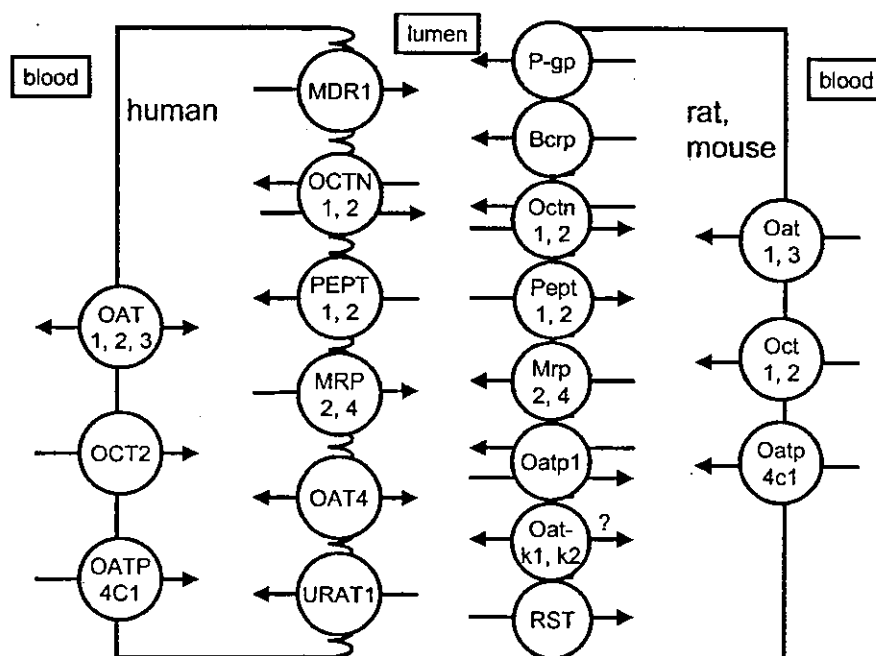 blood
human
OAT
1, 2, 3
OCT2
OATP
4C1
MDR1
OCTN
1, 2
PEPT
1, 2
MRP
2, 4
OAT4
URAT1
lumen
P-gp
Bcrp
Octn
1, 2
Pept
1, 2
Mrp
2, 4
Oatp1
Oat-
k1, k2
?
RST
rat,
mouse
blood
Oat
1, 3
Oct
1, 2
Oatp
4c1